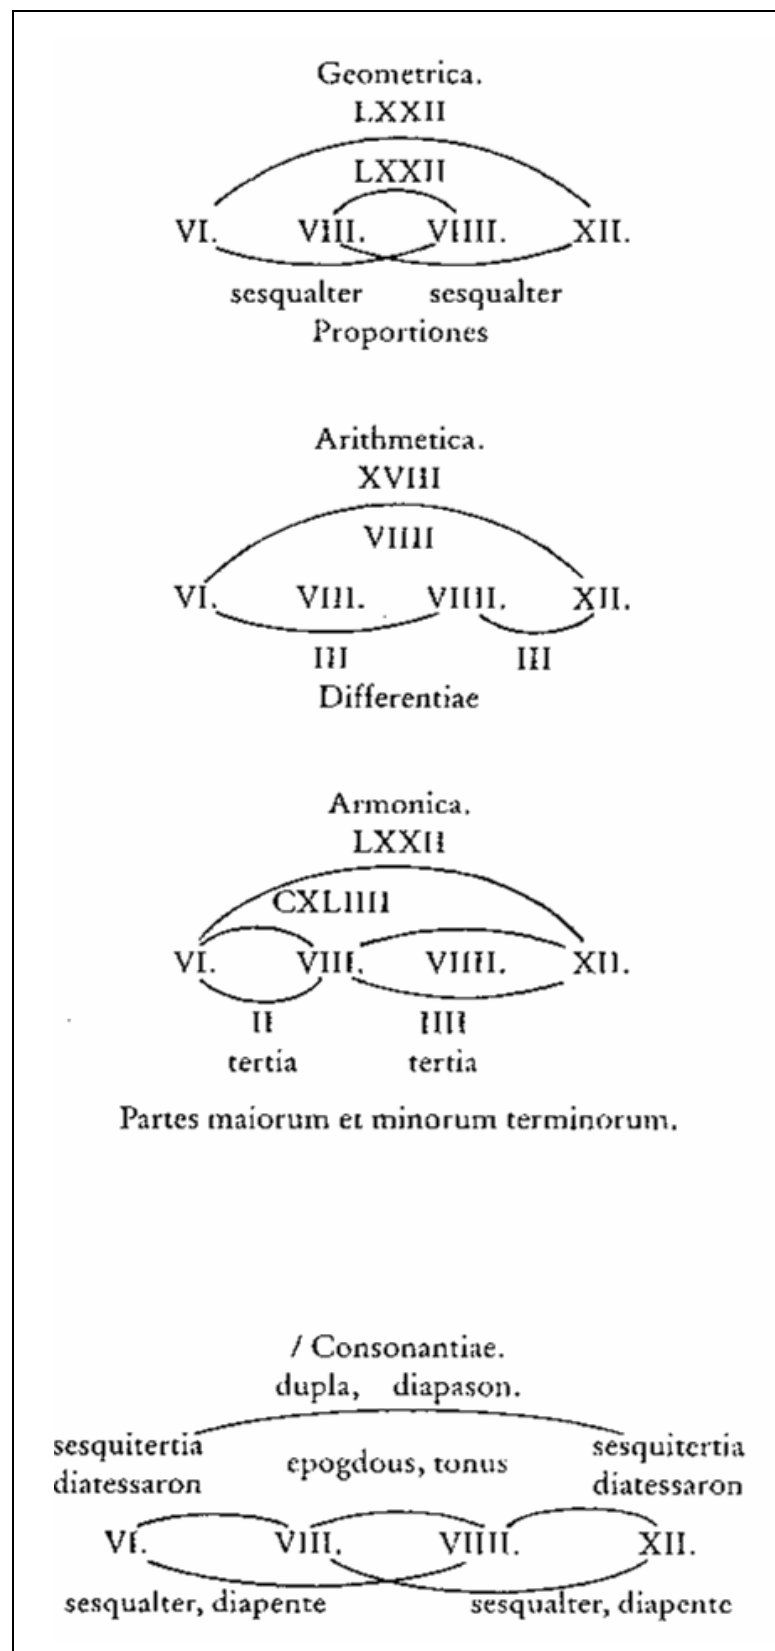 Geometrica.
LXXII
LXXII
VI. VIII. VIIII. XII.
sesqualter sesqualter
Proportiones
Arithmetica.
XVIII
VIIII
VI. VIII. VIIII. XII.
III III
Differentiae
Armonica.
LXXII
CXLIIII
VI. VIII. VIIII. XII.
II IIII
tertia tertia
Partes maiorum et minorum terminorum.
/ Consonantiae.
dupla, diapason.
sesquitertia sesquitertia
epogdous, tonus
diatessaron diatessaron
VI. VIII. VIIII. XII.
sesqualter, diapente sesqualter, diapente